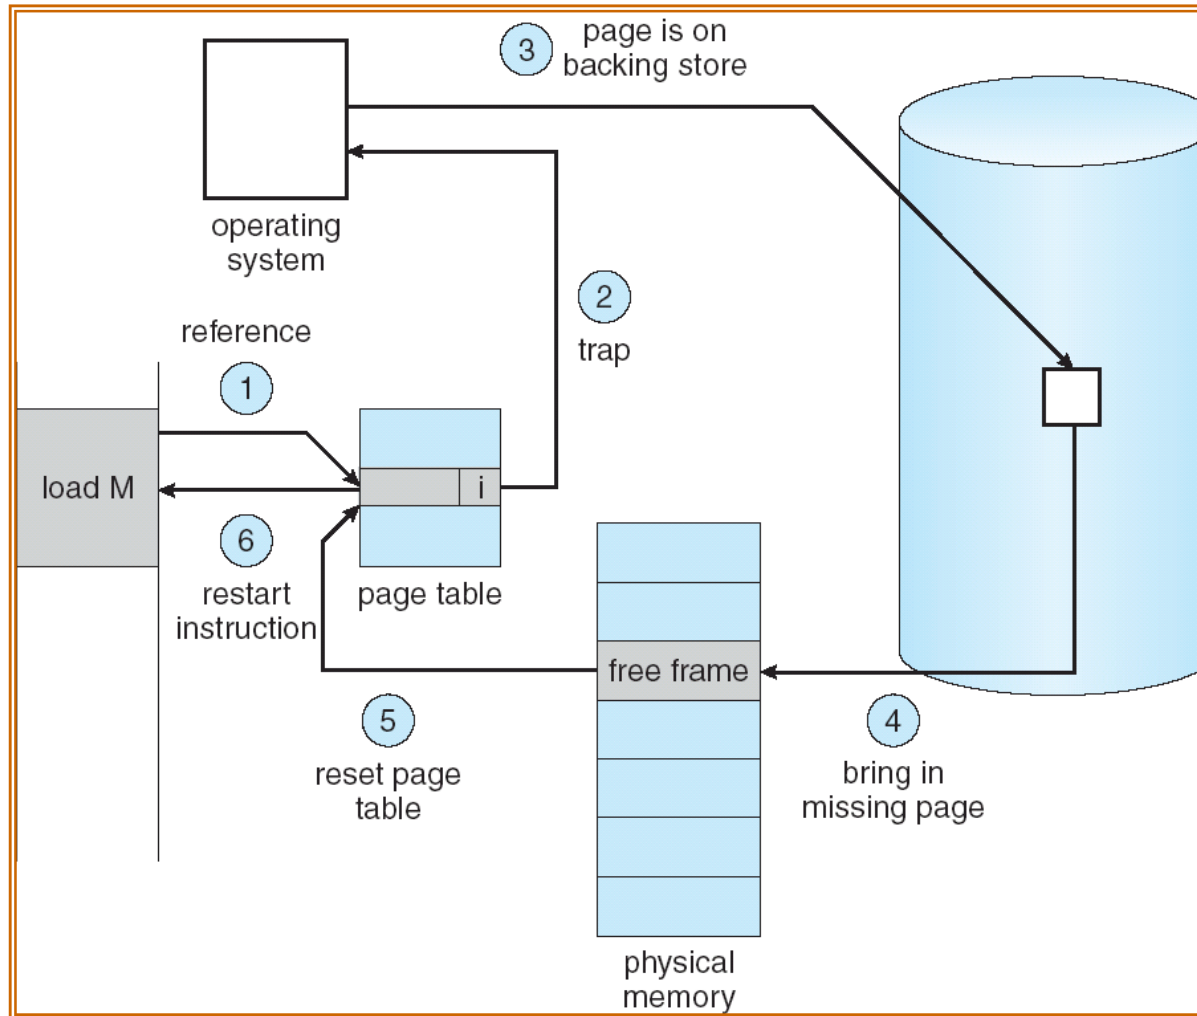 3
page is on
backing store
operating
system
2
trap
reference
1
load M
i
6
restart
instruction
page table
free frame
5
reset page
table
4
bring in
missing page
physical
memory